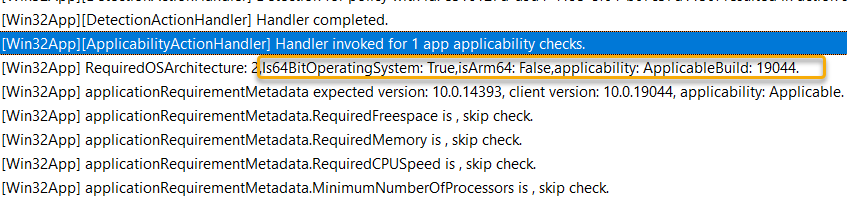 [Win32App][ApplicabilityActionHandler] Handler invoked for 1 app applicability checks.
[Win32App][DetectionActionHandler] Handler completed.
[Win32App] RequiredOSArchitecture: 2,Is64BitOperatingSystem: True,isArm64: False,applicability: ApplicableBuild: 19044.
[Win32App] applicationRequirementMetadata expected version: 10.0.14393, client version: 10.0.19044, applicability: Applicable.
[Win32App] applicationRequirementMetadata.RequiredFreespace is , skip check.
[Win32App] applicationRequirementMetadata.RequiredMemory is , skip check.
[Win32App] applicationRequirementMetadata.RequiredCPUSpeed is , skip check.
[Win32App] applicationRequirementMetadata.MinimumNumberOfProcessors is , skip check.